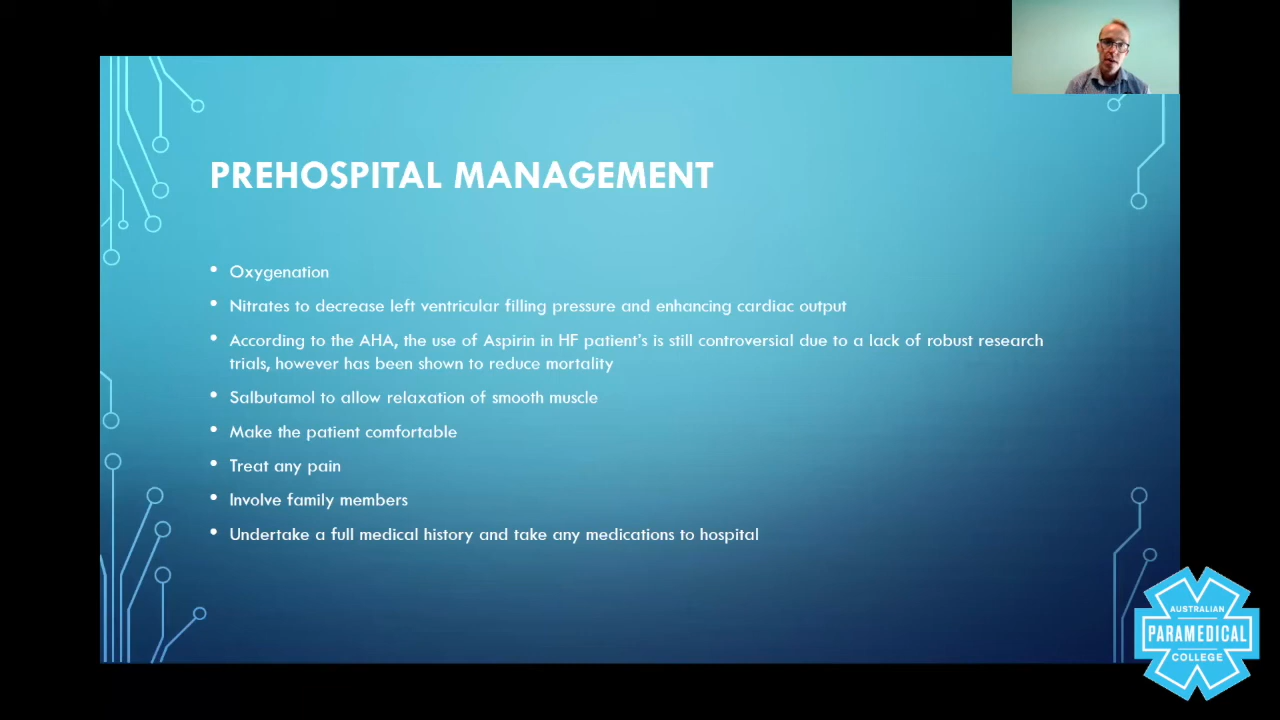 PREHOSPITAL MANAGEMENT
• Oxygenation
• Nitrates to decrease left ventricular filling pressure and enhancing cardiac output
• According to the AHA, the use of Aspirin in HF patient's is still controversial due to a lack of robust research
trials, however has been shown to reduce mortality
• Salbutamol to allow relaxation of smooth muscle
• Make the patient comfortable
• Treat any pain
• Involve family members
• Undertake a full medical history and take any medications to hospital
AUSTRALIAN
PARAMEDICAL
COLLEGE